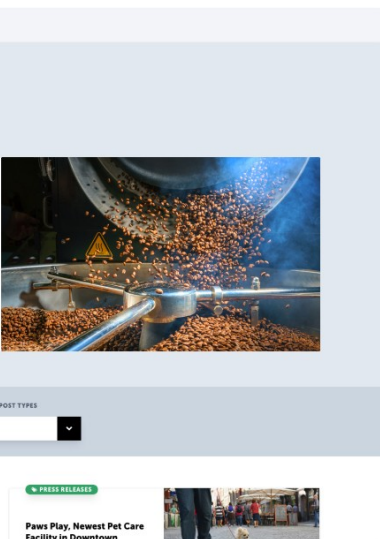 POST TYPES
PRESS RELEASES
Paws Play, Newest Pet Care
Facility in Downtown